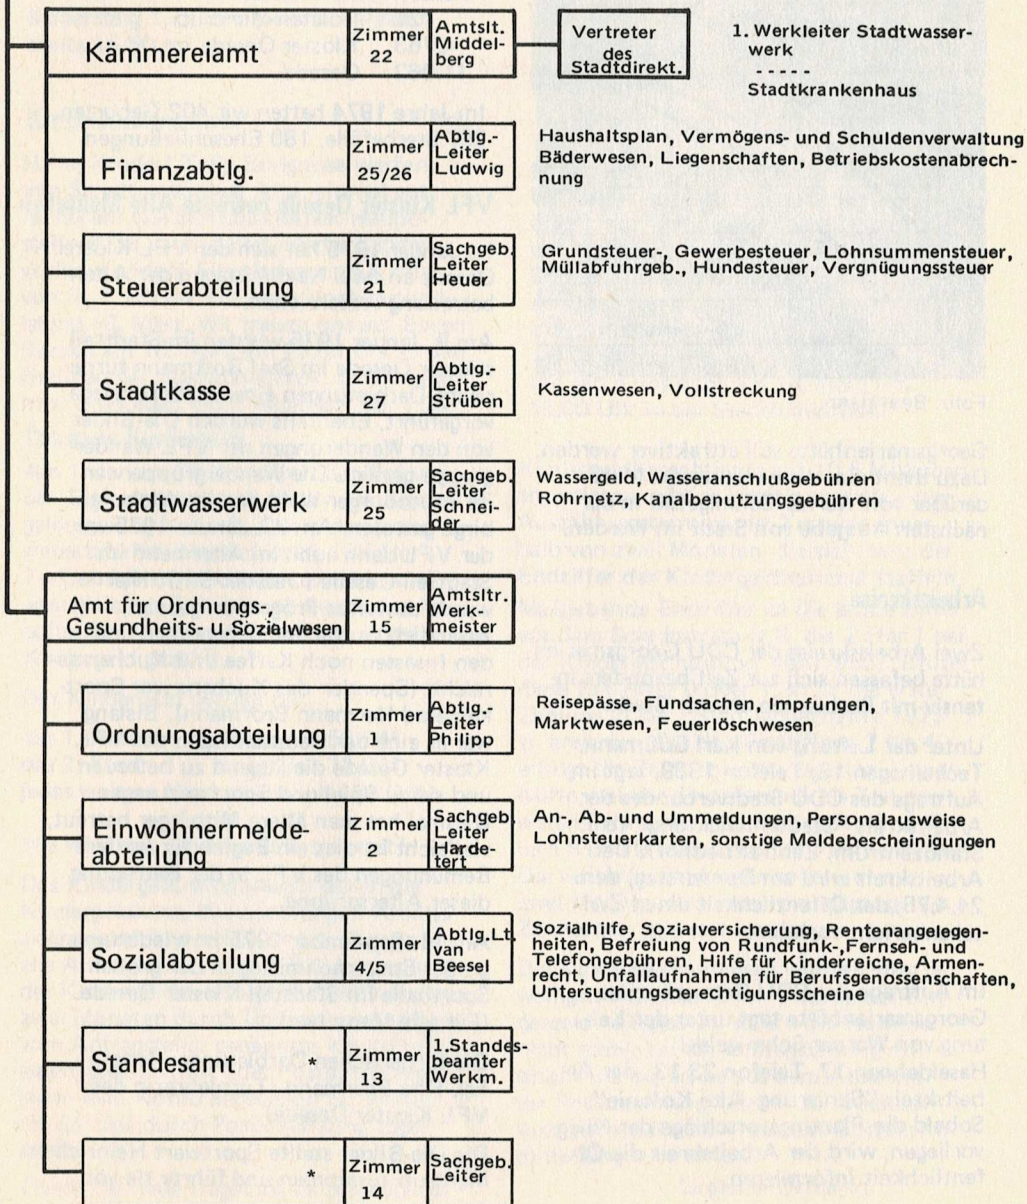 Kämmereiamt
Zimmer
22
Amtslt.
Middel-
berg
Vertreter
des
Stadtdirekt.
1. Werkleiter Stadtwasser-
werk
- - - - -
Stadtkrankenhaus
Finanzabtlg.
Zimmer
25/26
Abtlg.-
Leiter
Ludwig
Haushaltsplan, Vermögens- und Schuldenverwaltung
Bäderwesen, Liegenschaften, Betriebskostenabrech-
nung
Steuerabteilung
Zimmer
21
Sachgeb.
Leiter
Heuer
Grundsteuer-, Gewerbesteuer, Lohnsummensteuer,
Müllabfuhrgeb., Hundesteuer, Vergnügungssteuer
Stadtkasse
Zimmer
27
Abtlg.-
Leiter
Strüben
Kassenwesen, Vollstreckung
Stadtwasserwerk
Zimmer
25
Sachgeb.
Leiter
Schnei-
der
Wassergeld, Wasseranschlußgebühren
Rohrnetz, Kanalbenutzungsgebühren
Amt für Ordnungs-,
Gesundheits- u. Sozialwesen
Zimmer
15
Amtsltr.
Werk-
meister
Ordnungsabteilung
Zimmer
1
Abtlg.-
Leiter
Philipp
Reisepässe, Fundsachen, Impfungen,
Marktwesen, Feuerlöschwesen
Einwohnermelde-
abteilung
Zimmer
2
Sachgeb.
Leiter
Harde-
tert
An-, Ab- und Ummeldungen, Personalausweise
Lohnsteuerkarten, sonstige Meldebescheinigungen
Sozialabteilung
Zimmer
4/5
Abtlg.Lt.
van
Beesel
Sozialhilfe, Sozialversicherung, Rentenangelegen-
heiten, Befreiung von Rundfunk-, Fernseh- und
Telefongebühren, Hilfe für Kinderreiche, Armen-
recht, Unfallaufnahmen für Berufsgenossenschaften,
Untersuchungsberechtigungsscheine
Standesamt *
Zimmer
13
1.Standes-
beamter
Werkm.
*
Zimmer
14
Sachgeb.
Leiter